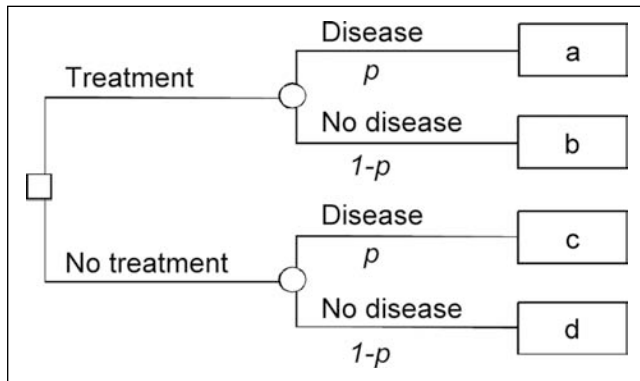 Disease
a
Treatment
p
No disease
b
1-p
Disease
c
No treatment
p
No disease
d
1-p